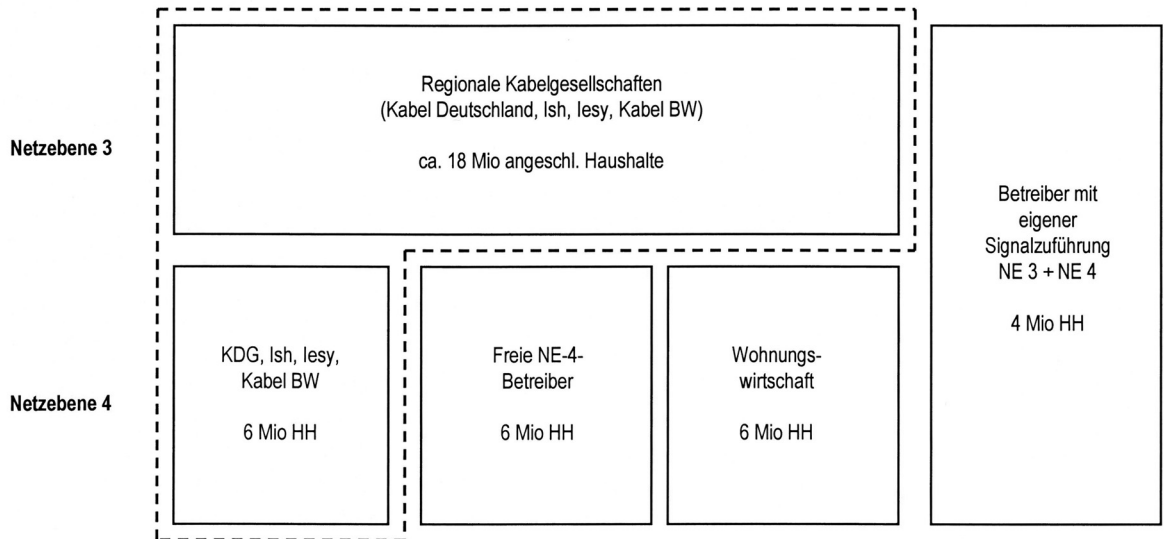 Regionale Kabelgesellschaften
(Kabel Deutschland, Ish, Iesy, Kabel BW)
ca. 18 Mio angeschl. Haushalte
Netzebene 3
Betreiber mit
eigener
Signalzuführung
NE 3 + NE 4
4 Mio HH
Netzebene 4
KDG, Ish, Iesy,
Kabel BW
6 Mio HH
Freie NE-4-
Betreiber
6 Mio HH
Wohnungs-
wirtschaft
6 Mio HH